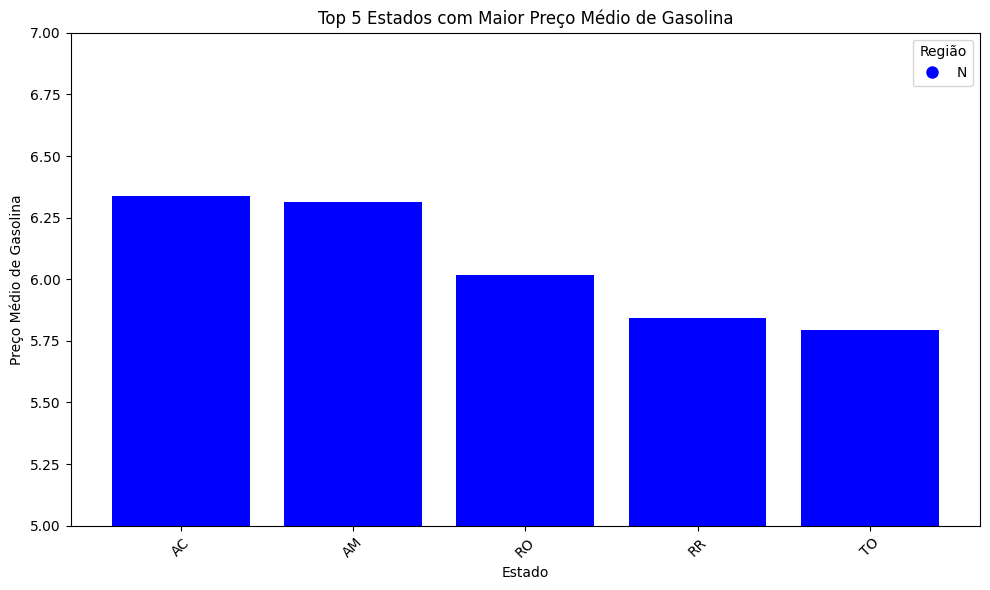 Top 5 Estados com Maior Preço Médio de Gasolina
Região
N
Preço Médio de Gasolina
7.00
6.75
6.50
6.25
6.00
5.75
5.50
5.25
5.00
AC
AM
RO
RR
TO
Estado